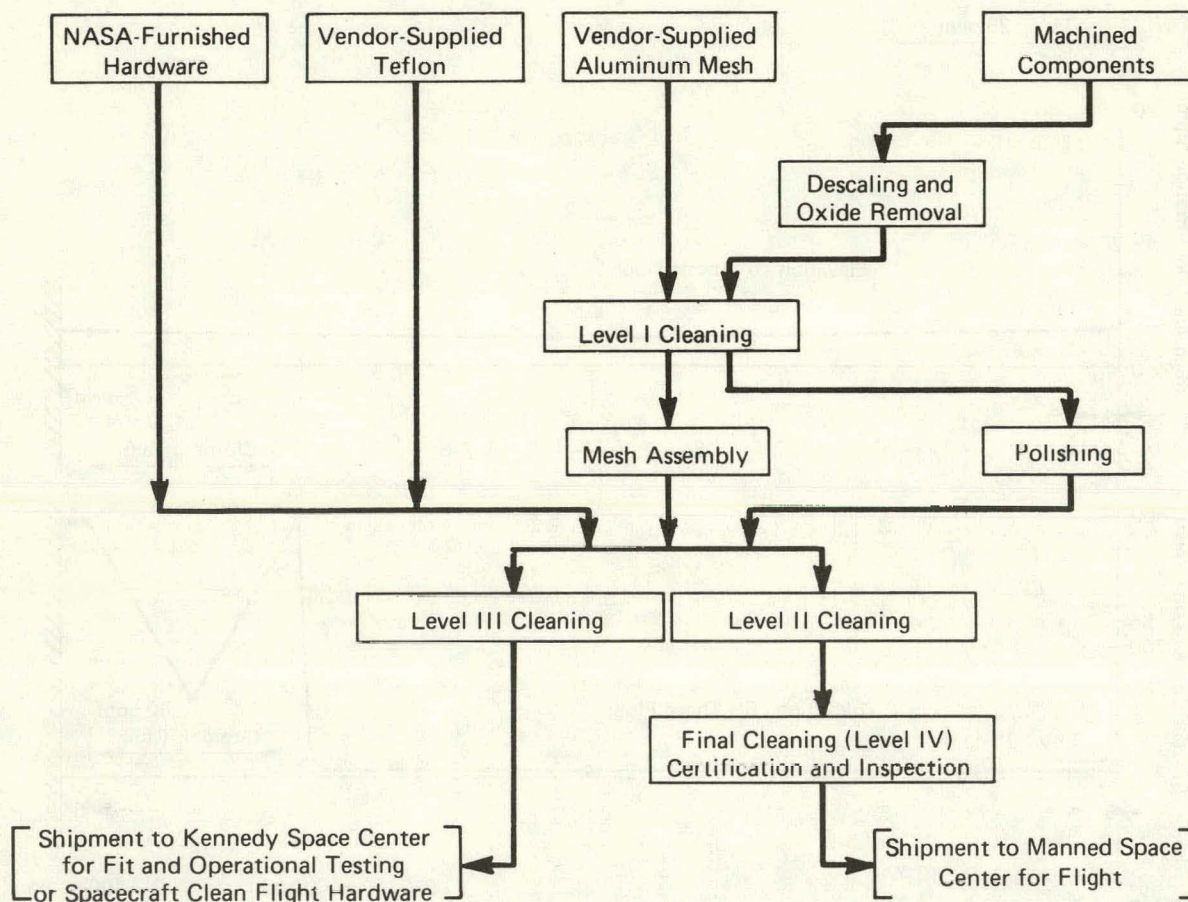 NASA-Furnished
Hardware
Vendor-Supplied
Teflon
Vendor-Supplied
Aluminum Mesh
Machined
Components
Descaling and
Oxide Removal
Level I Cleaning
Mesh Assembly
Polishing
Level III Cleaning
Level II Cleaning
Final Cleaning (Level IV)
Certification and Inspection
Shipment to Kennedy Space Center
for Fit and Operational Testing
or Spacecraft Clean Flight Hardware
Shipment to Manned Space
Center for Flight